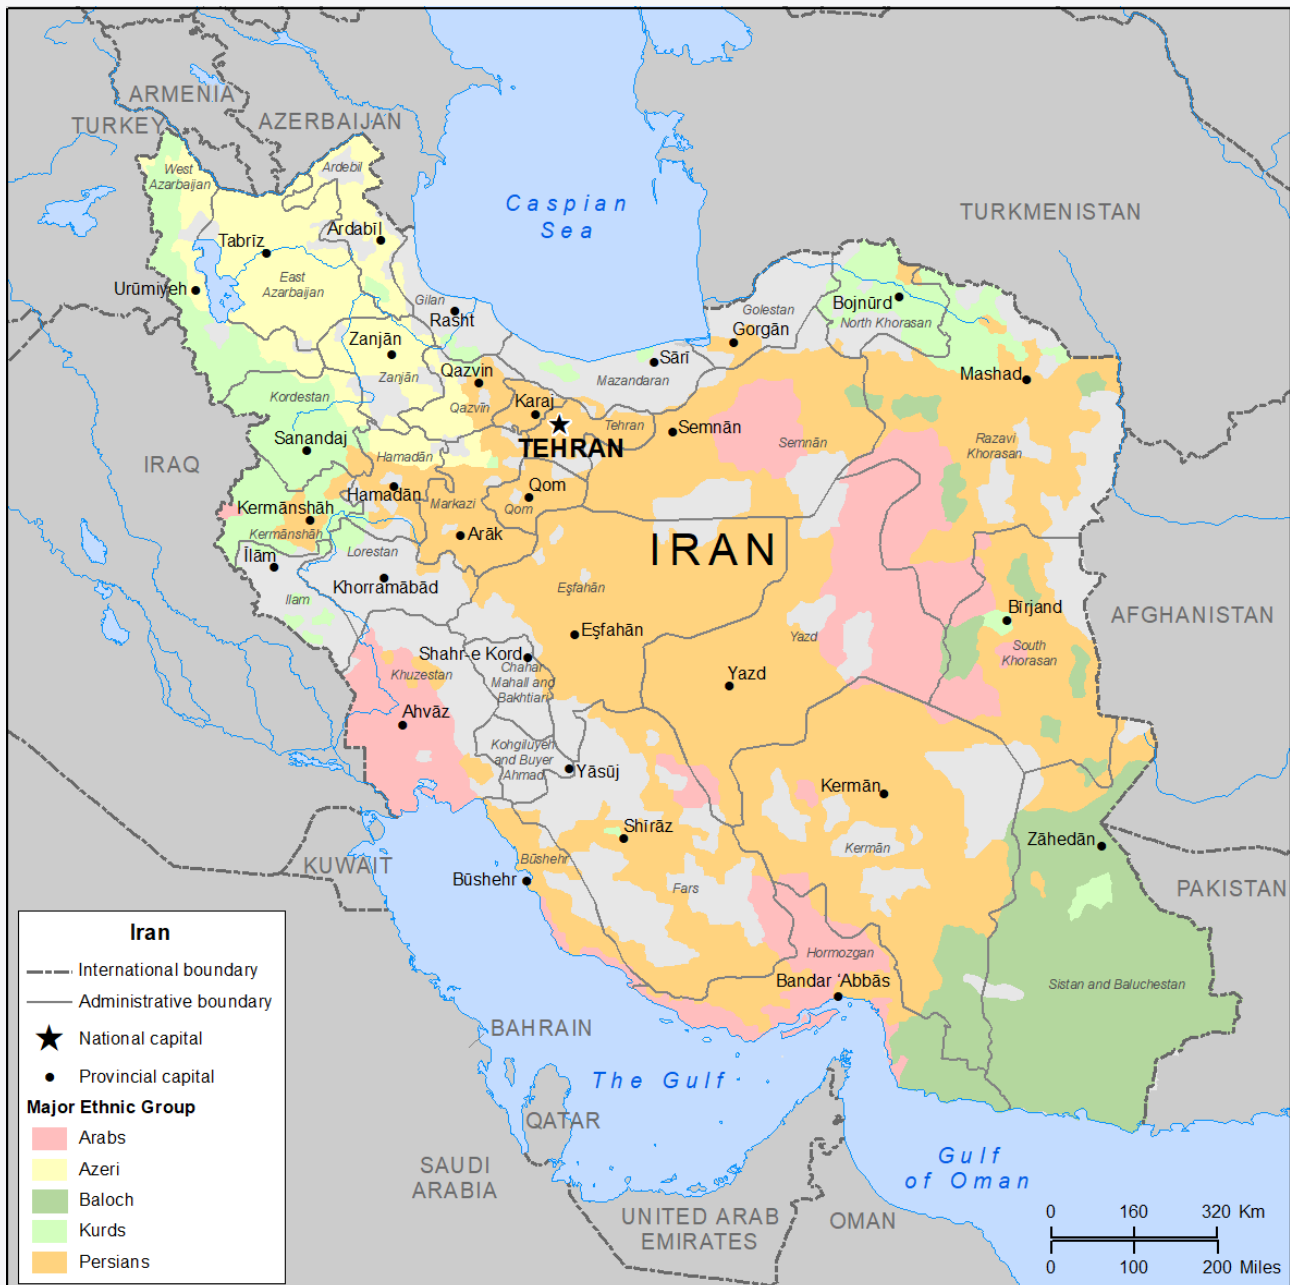 ARMENIA
TURKEY
AZERBAIJAN
West
Azarbaijan
Ardebil
Caspian
Sea
TURKMENISTAN
Tabrīz
Ardabīl
East
Azarbaijan
Urūmīyeh
Gilan
Rasht
Golestan
Gorgān
Bojnūrd
North Khorasan
Zanjān
Zanjān
Qazvin
Qazvīn
Sārī
Mazandaran
Mashad
Kordestan
Karaj
Tehran
TEHRAN
Semnān
Semnān
Razavi
Khorasan
Sanandaj
Hamadān
IRAQ
Hamadān
Markazi
Qom
Qom
Kermānshāh
Kermānshāh
Arāk
IRAN
Lorestan
Īlām
Khorramābād
Eşfahān
Ilam
Bīrjand
AFGHANISTAN
Eşfahān
Yazd
South
Khorasan
Shahr-e Kord
Chahar
Mahall and
Bakhtiari
Khuzestan
Yazd
Ahvāz
Kohgiluyeh
and Buyer
Ahmad
Yāsūj
Kermān
Shīrāz
Kermān
Zāhedān
KUWAIT
Būshehr
Būshehr
Fars
PAKISTAN
Hormozgan
Bandar ‘Abbās
Sistan and Baluchestan
BAHRAIN
The Gulf
QATAR
SAUDI
ARABIA
Gulf
of Oman
UNITED ARAB
EMIRATES
OMAN
Iran
International boundary
Administrative boundary
National capital
Provincial capital
Major Ethnic Group
Arabs
Azeri
Baloch
Kurds
Persians
0 160 320 Km
0 100 200 Miles